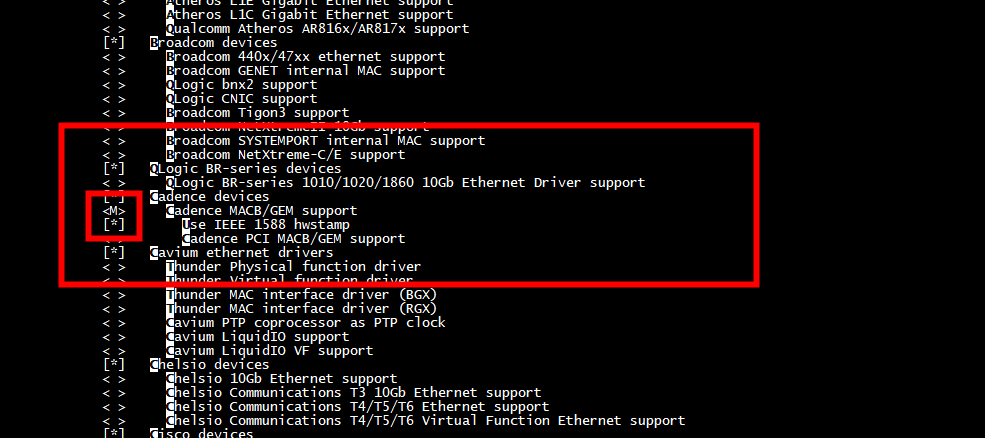 < > Atheros L1E Gigabit Ethernet support
< > Atheros L1C Gigabit Ethernet support
< > Qualcomm Atheros AR816x/AR817x support
[*] Broadcom devices
< > Broadcom 440x/47xx ethernet support
< > Broadcom GENET internal MAC support
< > QLogic bnx2 support
< > QLogic CNIC support
< > Broadcom Tigon3 support
< > Broadcom NetXtremeII 10Gb support
< > Broadcom SYSTEMPORT internal MAC support
< > Broadcom NetXtreme-C/E support
[*] QLogic BR-series devices
< > QLogic BR-series 1010/1020/1860 10Gb Ethernet Driver support
[*] Cadence devices
<M> Cadence MACB/GEM support
[*] Use IEEE 1588 hwstamp
< > Cadence PCI MACB/GEM support
[*] Cavium ethernet drivers
< > Thunder Physical function driver
< > Thunder Virtual function driver
< > Thunder MAC interface driver (BGX)
< > Thunder MAC interface driver (RGX)
< > Cavium PTP coprocessor as PTP clock
< > Cavium LiquidIO support
< > Cavium LiquidIO VF support
[*] Chelsio devices
< > Chelsio 10Gb Ethernet support
< > Chelsio Communications T3 10Gb Ethernet support
< > Chelsio Communications T4/T5/T6 Ethernet support
< > Chelsio Communications T4/T5/T6 Virtual Function Ethernet support
[*] Cisco devices